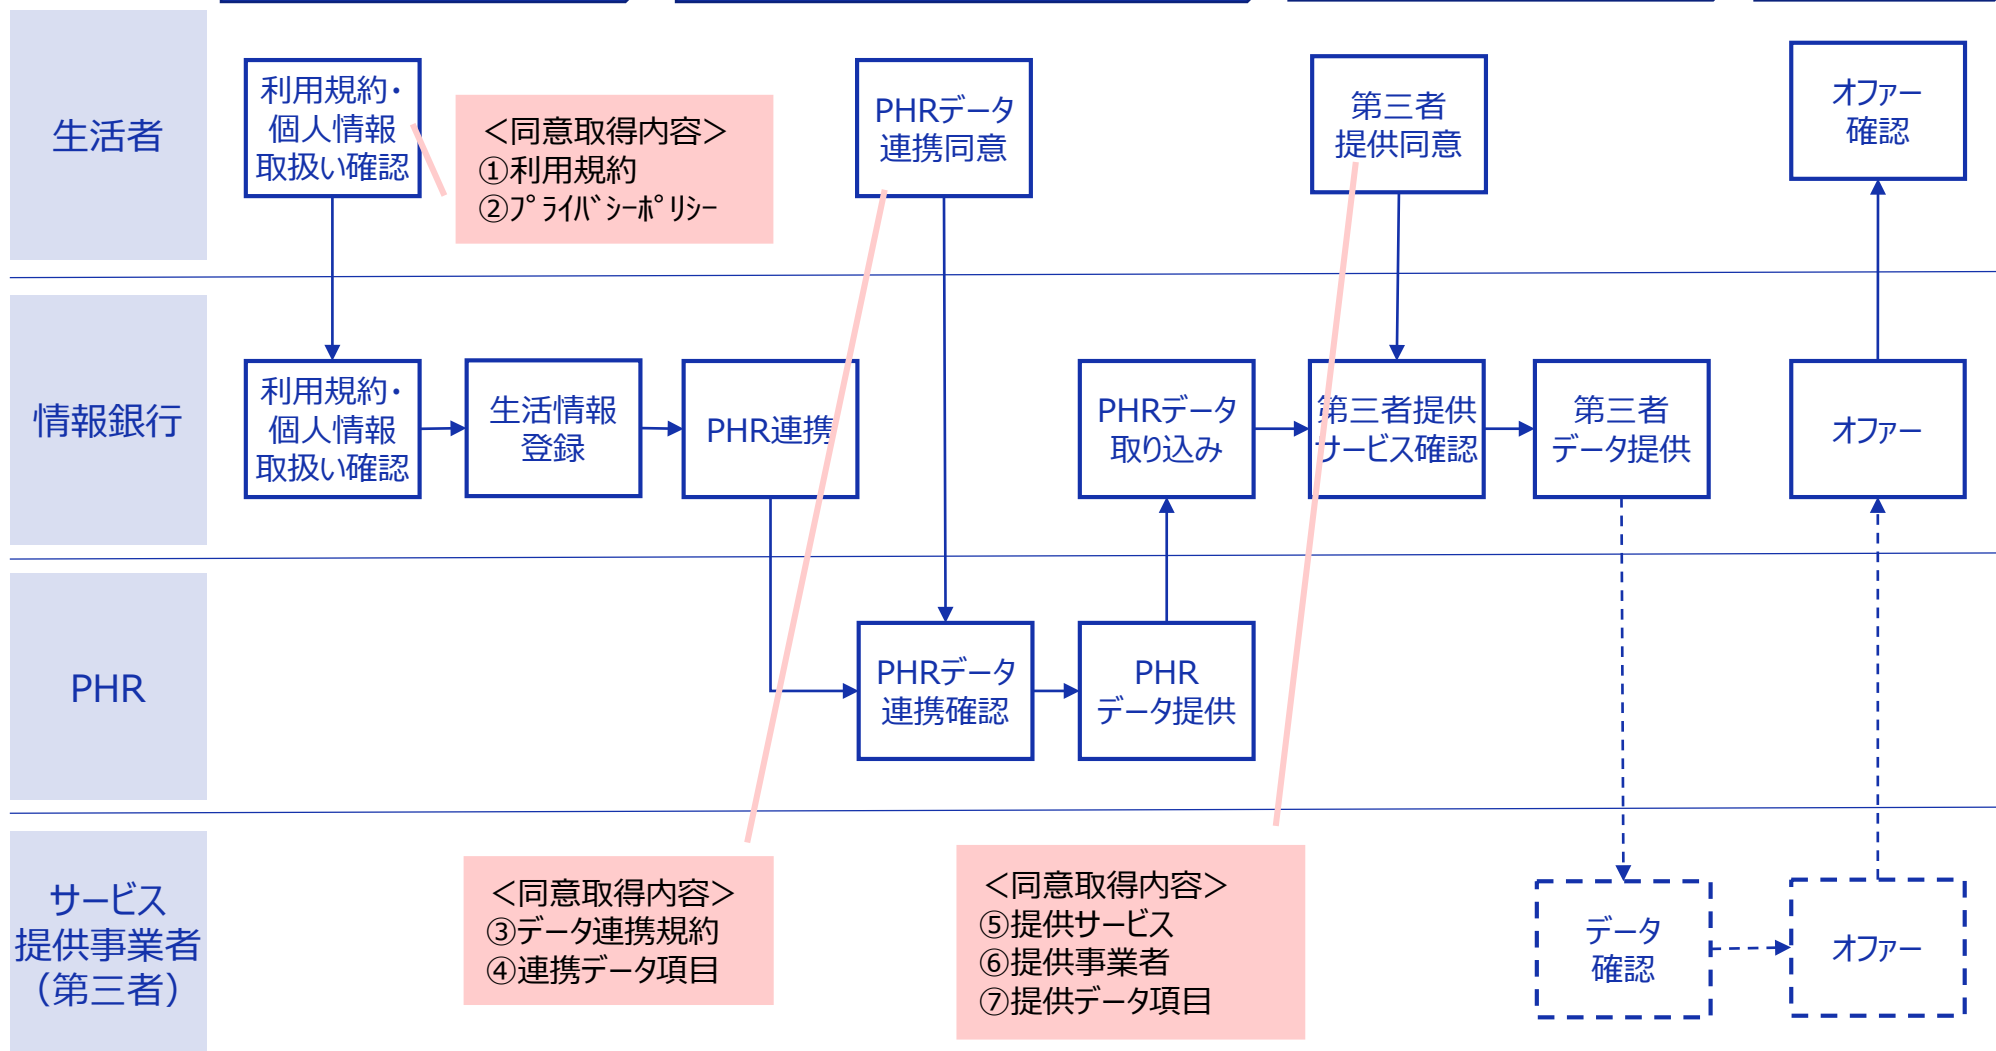 生活者
利用規約・
個人情報
取扱い確認
＜同意取得内容＞
①利用規約
②ﾌﾟﾗｲﾊﾞｼｰﾎﾟﾘｼｰ
PHRデータ
連携同意
第三者
提供同意
オファー
確認
情報銀行
利用規約・
個人情報
取扱い確認
生活情報
登録
PHR連携
PHRデータ
取り込み
第三者提供
サービス確認
第三者
データ提供
オファー
PHR
PHRデータ
連携確認
PHR
データ提供
サービス
提供事業者
（第三者）
＜同意取得内容＞
③データ連携規約
④連携データ項目
＜同意取得内容＞
⑤提供サービス
⑥提供事業者
⑦提供データ項目
データ
確認
オファー